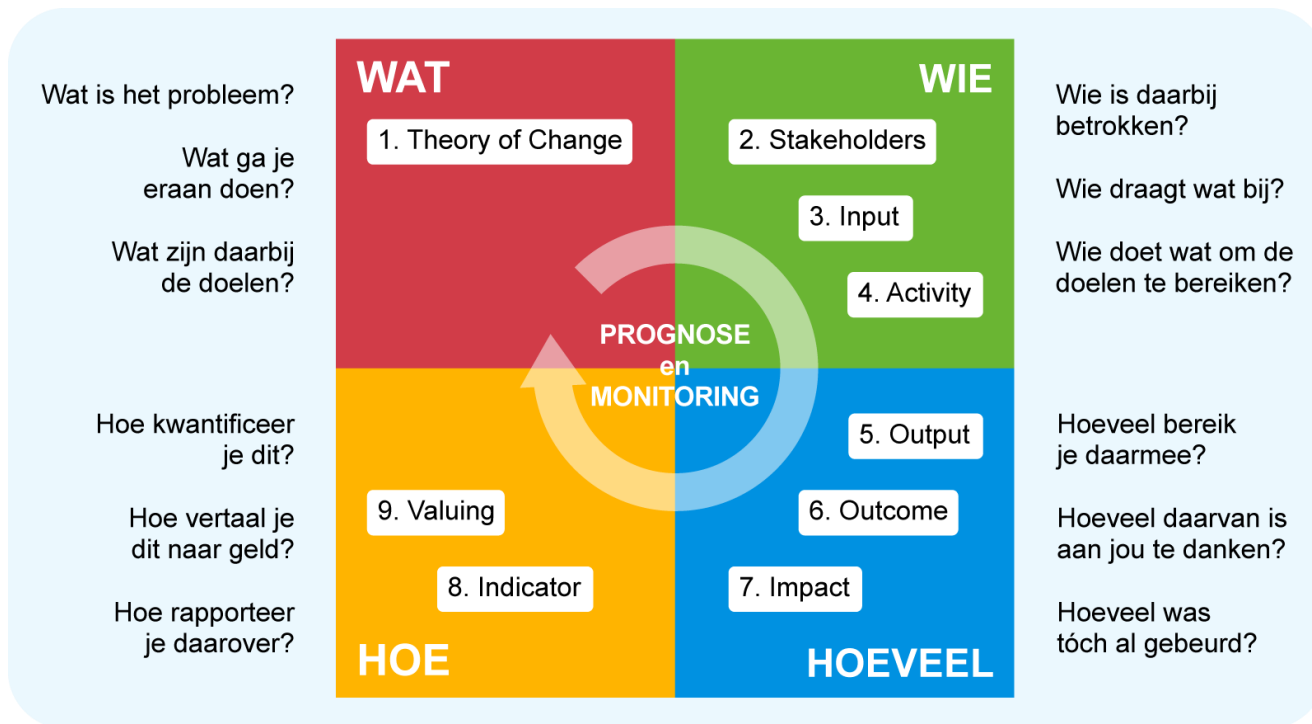 WAT
Wat is het probleem?
Wat ga je
eraan doen?
Wat zijn daarbij
de doelen?
1. Theory of Change
WIE
2. Stakeholders
3. Input
4. Activity
Wie is daarbij
betrokken?
Wie draagt wat bij?
Wie doet wat om de
doelen te bereiken?
PROGNOSE
en
MONITORING
5. Output
6. Outcome
7. Impact
HOEVEEL
Hoeveel bereik
je daarmee?
Hoeveel daarvan is
aan jou te danken?
Hoeveel was
tóch al gebeurd?
Hoe kwantificeer
je dit?
Hoe vertaal je
dit naar geld?
Hoe rapporteer
je daarover?
9. Valuing
8. Indicator
HOE